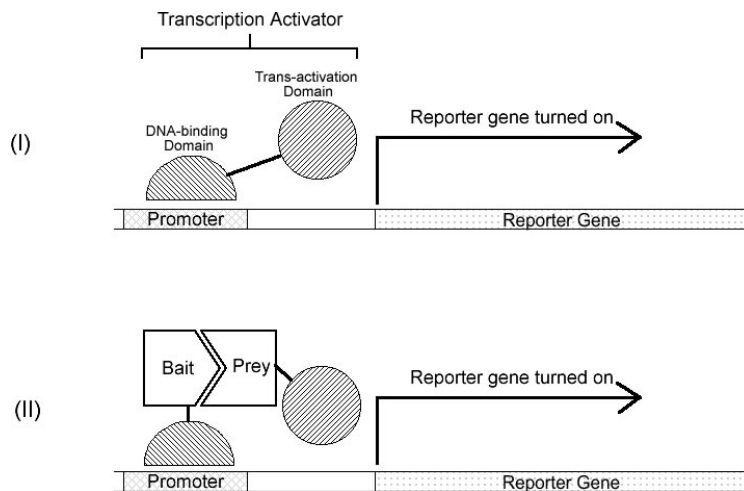 Transcription Activator
Trans-activation
Domain
DNA-binding
Domain
Reporter gene turned on
(I)
Promoter
Reporter Gene
Bait
Prey
Reporter gene turned on
(II)
Promoter
Reporter Gene